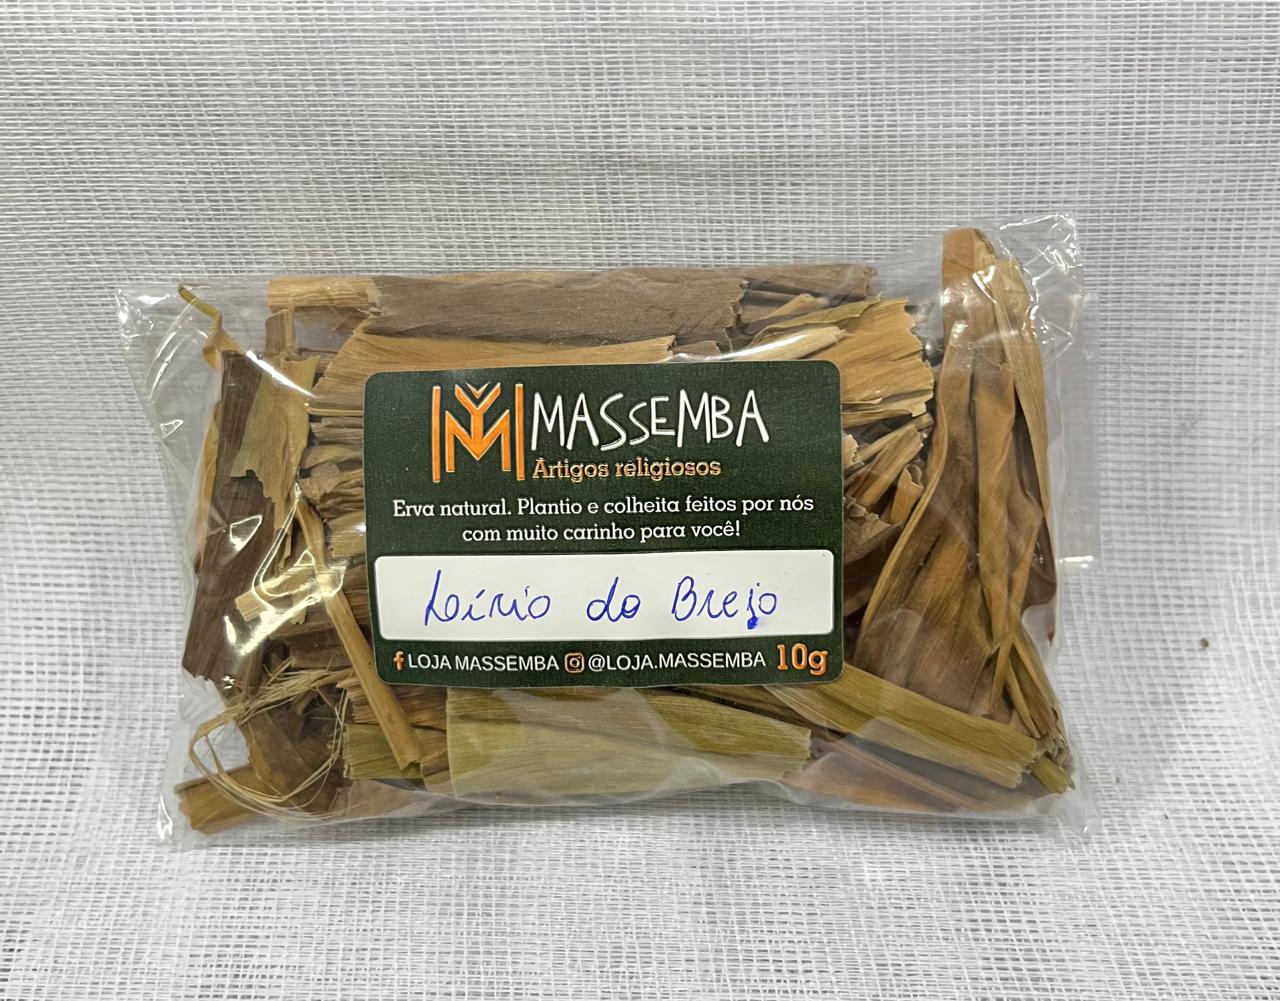 MASSEMBA
Artigos religiosos
Erva natural. Plantio e colheita feitos por nós
com muito carinho para você!
Lírio do Brejo
LOJA MASSEMBA @LOJA.MASSEMBA 10g